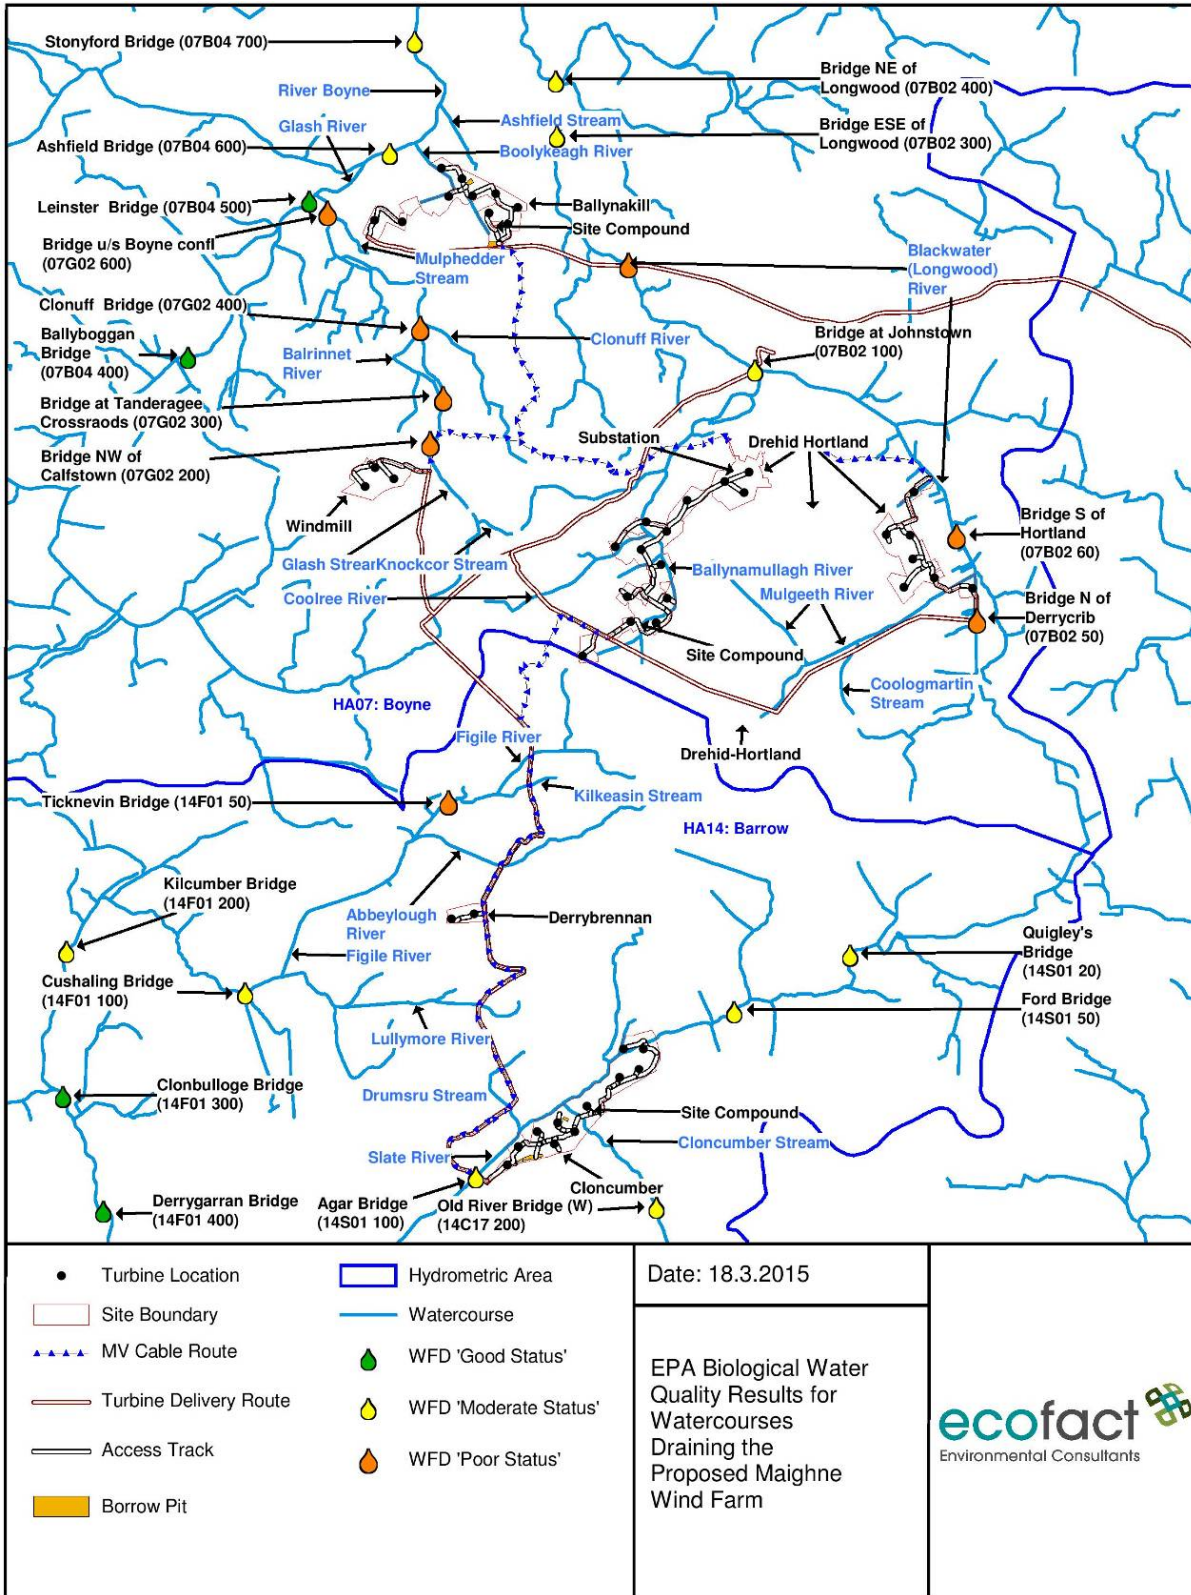 Stonyford Bridge (07B04 700)
River Boyne
Glash River
Ashfield Stream
Boolykeagh River
Bridge NE of
Longwood (07B02 400)
Bridge ESE of
Longwood (07B02 300)
Ashfield Bridge (07B04 600)
Leinster Bridge (07B04 500)
Bridge u/s Boyne confl
(07G02 600)
Ballynakill
Site Compound
Mulphedder
Stream
Blackwater
(Longwood)
River
Clonuff Bridge (07G02 400)
Ballyboggan
Bridge
(07B04 400)
Balrinnet
River
Clonuff River
Bridge at Johnstown
(07B02 100)
Bridge at Tanderagee
Crossraods (07G02 300)
Bridge NW of
Calfstown (07G02 200)
Substation
Drehid Hortland
Windmill
Bridge S of
Hortland
(07B02 60)
Glash Strear
Knockcor Stream
Ballynamullagh River
Coolree River
Mulgeeth River
Bridge N of
Derrycrib
(07B02 50)
Site Compound
Coologmartin
Stream
HA07: Boyne
Figile River
Drehid-Hortland
Ticknevin Bridge (14F01 50)
Kilkeasin Stream
HA14: Barrow
Kilcumber Bridge
(14F01 200)
Abbeylough
River
Derrybrennan
Figile River
Quigley's
Bridge
(14S01 20)
Cushaling Bridge
(14F01 100)
Ford Bridge
(14S01 50)
Lullymore River
Clonbulloge Bridge
(14F01 300)
Drumsru Stream
Site Compound
Cloncumber Stream
Slate River
Cloncumber
Derrygarran Bridge
(14F01 400)
Agar Bridge
(14S01 100)
Old River Bridge (W)
(14C17 200)
Turbine Location
Site Boundary
MV Cable Route
Turbine Delivery Route
Access Track
Borrow Pit
Hydrometric Area
Watercourse
WFD 'Good Status'
WFD 'Moderate Status'
WFD 'Poor Status'
Date: 18.3.2015
EPA Biological Water
Quality Results for
Watercourses
Draining the
Proposed Maighne
Wind Farm
ecofact
Environmental Consultants